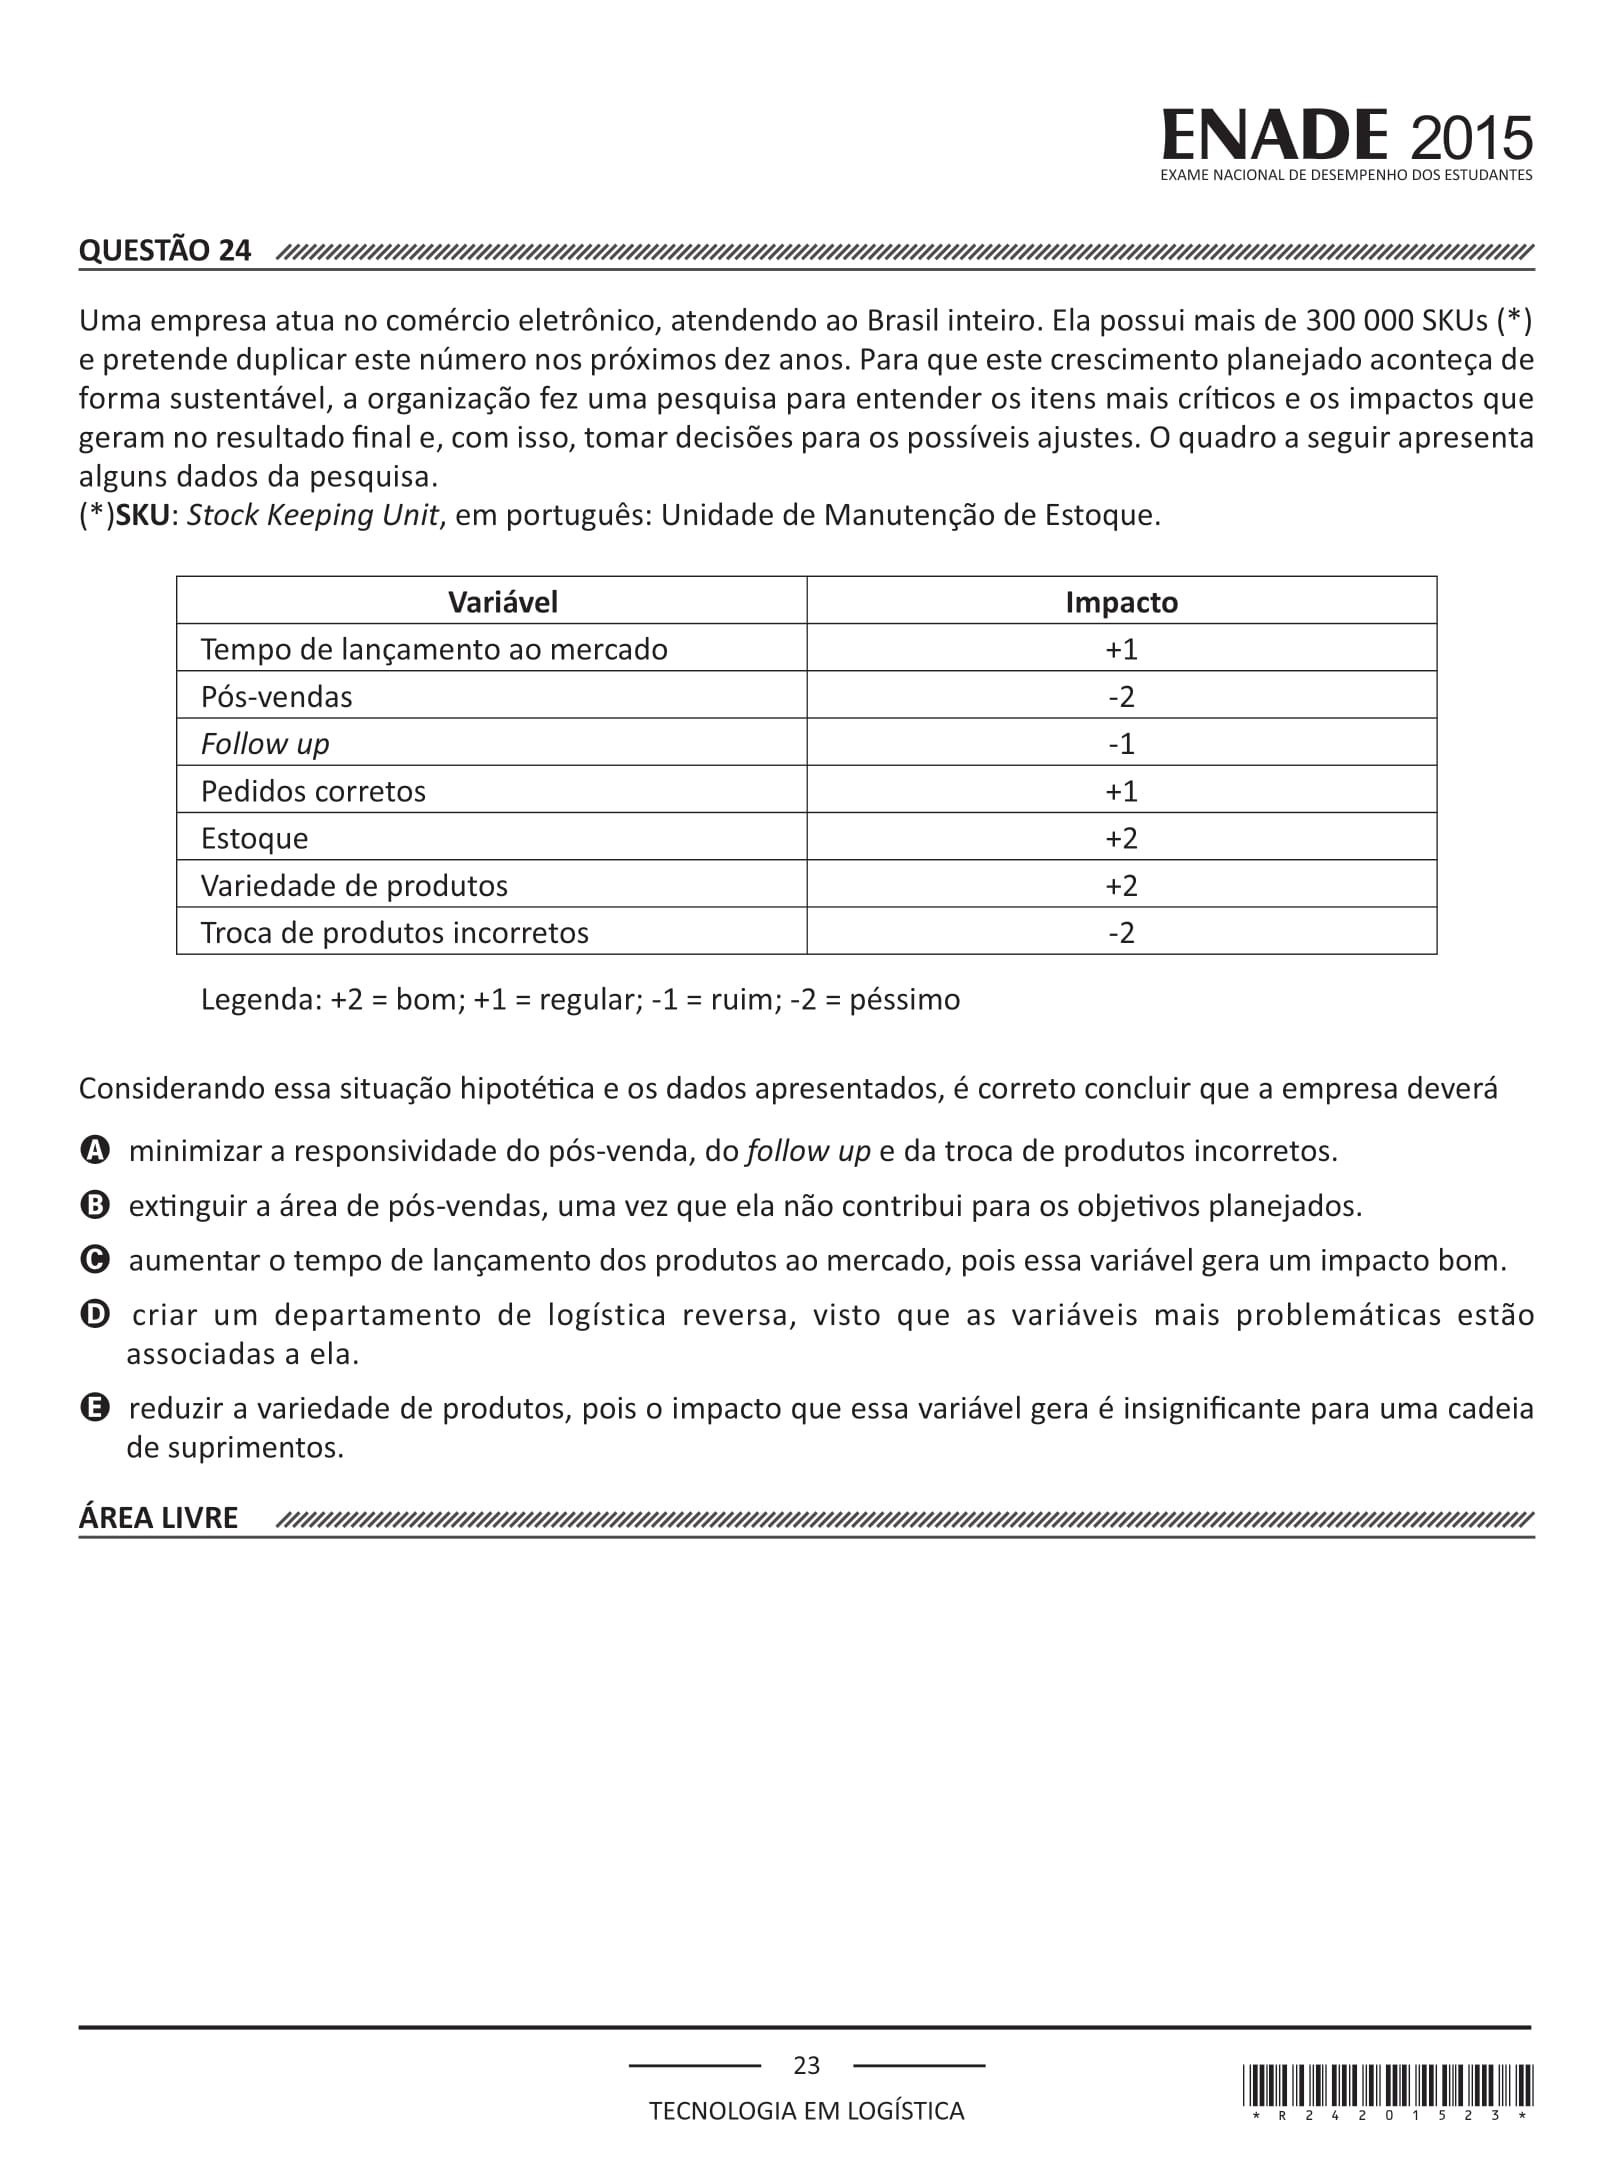 ENADE 2015
EXAME NACIONAL DE DESEMPENHO DOS ESTUDANTES
QUESTÃO 24
Uma empresa atua no comércio eletrônico, atendendo ao Brasil inteiro. Ela possui mais de 300 000 SKUs (*)
e pretende duplicar este número nos próximos dez anos. Para que este crescimento planejado aconteça de
forma sustentável, a organização fez uma pesquisa para entender os itens mais críticos e os impactos que
geram no resultado final e, com isso, tomar decisões para os possíveis ajustes. O quadro a seguir apresenta
alguns dados da pesquisa.
(*)SKU: Stock Keeping Unit, em português: Unidade de Manutenção de Estoque.
Variável Impacto
Tempo de lançamento ao mercado +1
Pós-vendas -2
Follow up -1
Pedidos corretos +1
Estoque +2
Variedade de produtos +2
Troca de produtos incorretos -2
Legenda: +2 = bom; +1 = regular; -1 = ruim; -2 = péssimo
Considerando essa situação hipotética e os dados apresentados, é correto concluir que a empresa deverá
A minimizar a responsividade do pós-venda, do follow up e da troca de produtos incorretos.
B extinguir a área de pós-vendas, uma vez que ela não contribui para os objetivos planejados.
C aumentar o tempo de lançamento dos produtos ao mercado, pois essa variável gera um impacto bom.
D criar um departamento de logística reversa, visto que as variáveis mais problemáticas estão
associadas a ela.
E reduzir a variedade de produtos, pois o impacto que essa variável gera é insignificante para uma cadeia
de suprimentos.
ÁREA LIVRE
23
TECNOLOGIA EM LOGÍSTICA
*R24201523*